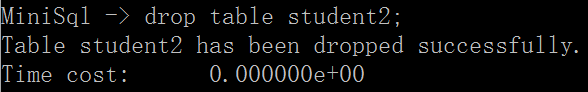 MiniSql -> drop table student2;
Table student2 has been dropped successfully.
Time cost:     0.000000e+00